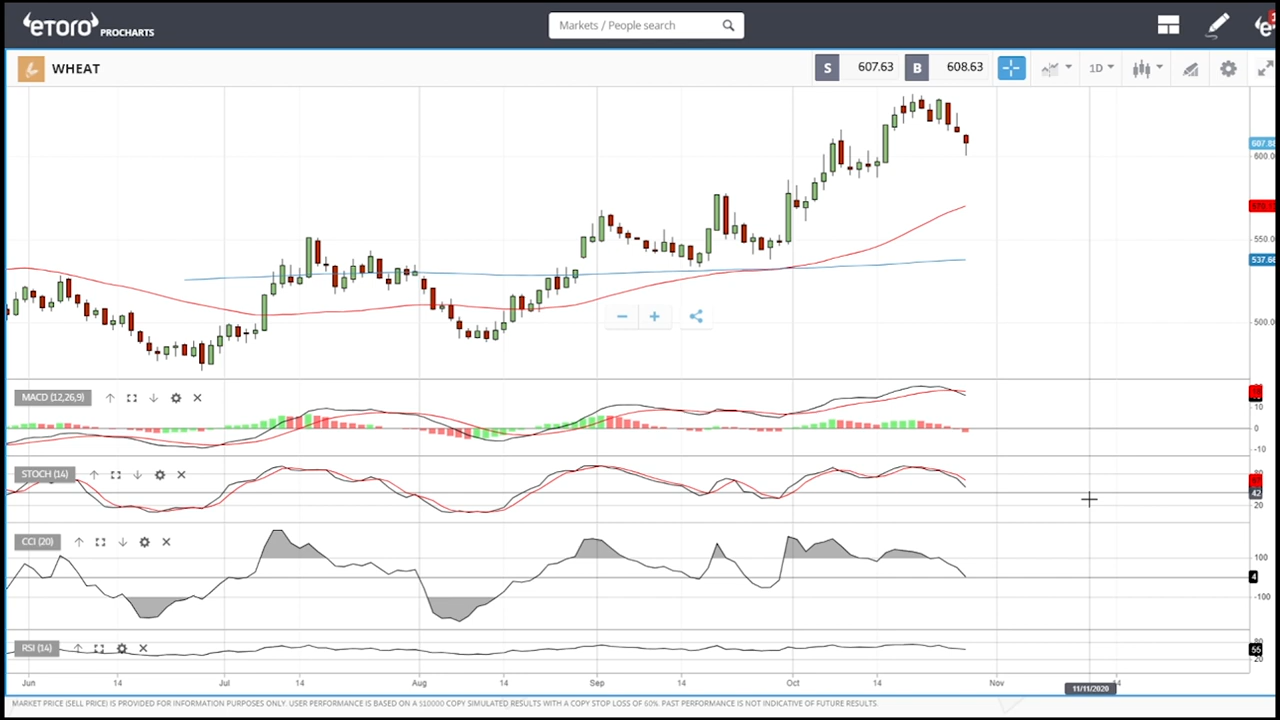 etoro PROCHARTS
Markets / People search
WHEAT
S 607.63 B 608.63
1D
607.88
600.0
550.0
537.66
500.0
MACD (12,26,9)
10
0
-10
STOCH (14)
80
42
20
CCI (20)
100
4
-100
RSI (14)
80
55
20
Jun 14 Jul 14 Aug 14 Sep 14 Oct 14 Nov
11/11/2020
MARKET PRICE (SELL PRICE) IS PROVIDED FOR INFORMATION PURPOSES ONLY. USER PERFORMANCE IS BASED ON A $10000 COPY SIMULATED RESULTS WITH A COPY STOP LOSS OF 60%. PAST PERFORMANCE IS NOT INDICATIVE OF FUTURE RESULTS.